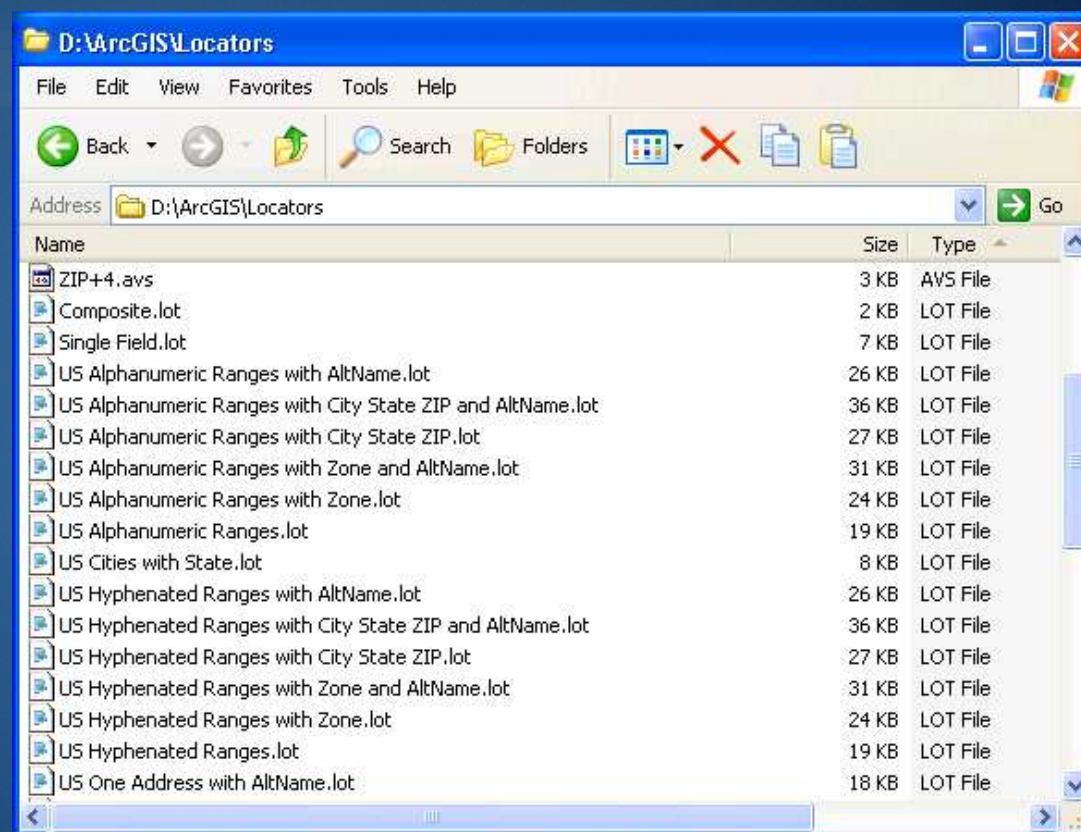 D:\ArcGIS\Locators
File Edit View Favorites Tools Help
Back Search Folders
Address D:\ArcGIS\Locators Go
Name Size Type
ZIP+4.avs 3 KB AVS File
Composite.lot 2 KB LOT File
Single Field.lot 7 KB LOT File
US Alphanumeric Ranges with AltName.lot 26 KB LOT File
US Alphanumeric Ranges with City State ZIP and AltName.lot 36 KB LOT File
US Alphanumeric Ranges with City State ZIP.lot 27 KB LOT File
US Alphanumeric Ranges with Zone and AltName.lot 31 KB LOT File
US Alphanumeric Ranges with Zone.lot 24 KB LOT File
US Alphanumeric Ranges.lot 19 KB LOT File
US Cities with State.lot 8 KB LOT File
US Hyphenated Ranges with AltName.lot 26 KB LOT File
US Hyphenated Ranges with City State ZIP and AltName.lot 36 KB LOT File
US Hyphenated Ranges with City State ZIP.lot 27 KB LOT File
US Hyphenated Ranges with Zone and AltName.lot 31 KB LOT File
US Hyphenated Ranges with Zone.lot 24 KB LOT File
US Hyphenated Ranges.lot 19 KB LOT File
US One Address with AltName.lot 18 KB LOT File